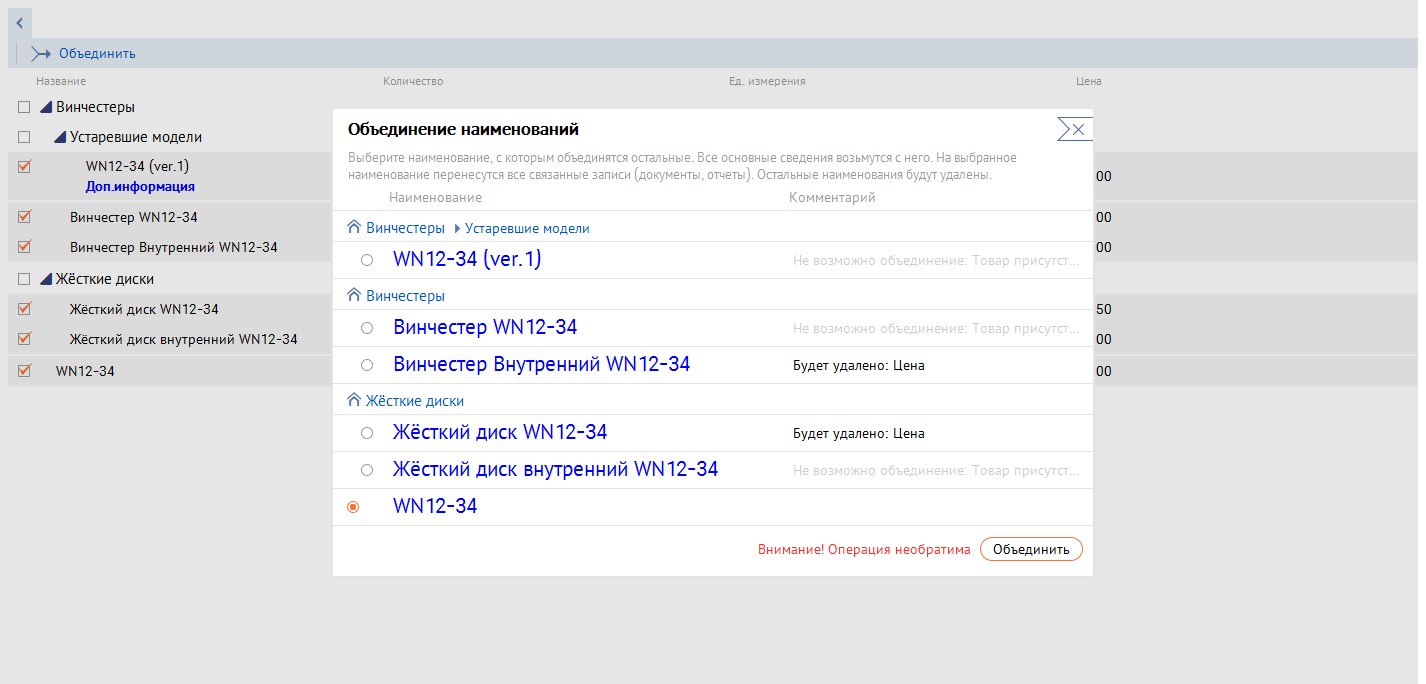 Объединить
Название Количество Ед. измерения Цена
Винчестеры
Устаревшие модели
WN12-34 (ver.1)
Доп.информация
00
Винчестер WN12-34
00
Винчестер Внутренний WN12-34
00
Жёсткие диски
Жёсткий диск WN12-34
50
Жёсткий диск внутренний WN12-34
00
WN12-34
00
Объединение наименований
Выберите наименование, с которым объединятся остальные. Все основные сведения возьмутся с него. На выбранное
наименование перенесутся все связанные записи (документы, отчеты). Остальные наименования будут удалены.
Наименование Комментарий
Винчестеры Устаревшие модели
WN12-34 (ver.1) Не возможно объединение: Товар присутст...
Винчестеры
Винчестер WN12-34 Не возможно объединение: Товар присутст...
Винчестер Внутренний WN12-34 Будет удалено: Цена
Жёсткие диски
Жёсткий диск WN12-34 Будет удалено: Цена
Жёсткий диск внутренний WN12-34 Не возможно объединение: Товар присутст...
WN12-34
Внимание! Операция необратима Объединить